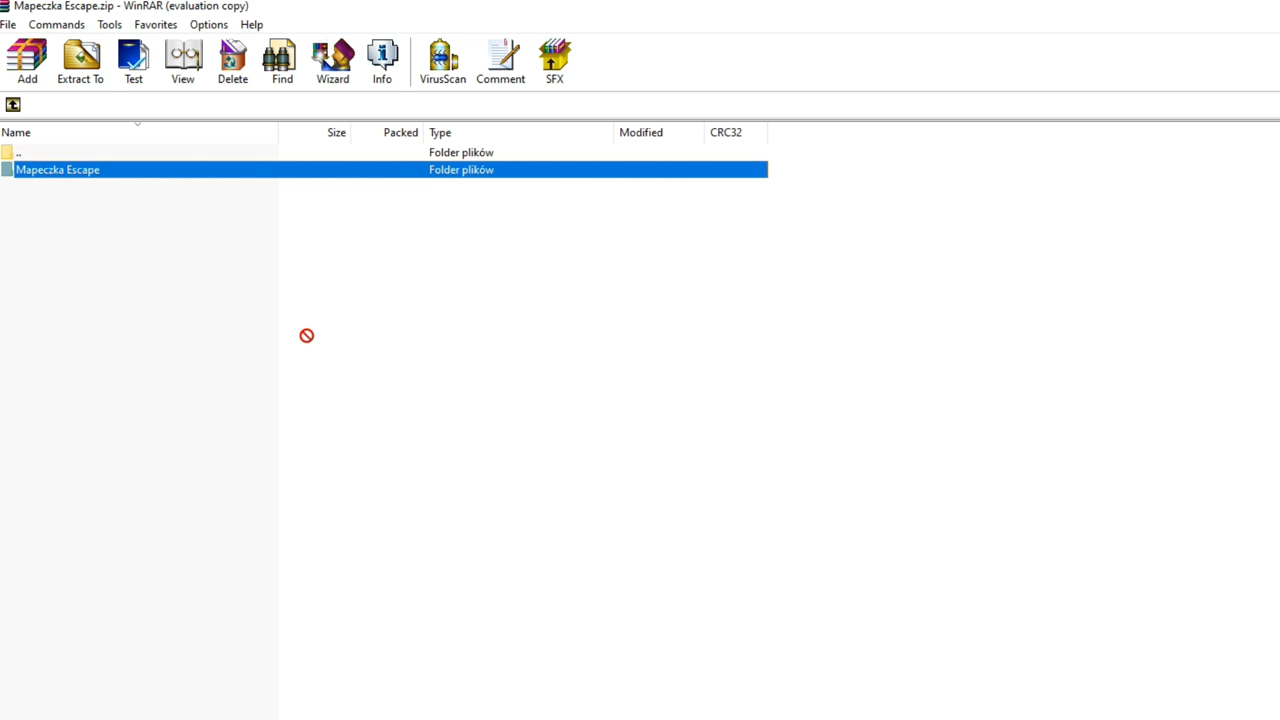 Mapeczka Escape.zip - WinRAR (evaluation copy)
File Commands Tools Favorites Options Help
Add Extract To Test View Delete Find Wizard Info VirusScan Comment SFX
Name Size Packed Type Modified CRC32
.. Folder plików
Mapeczka Escape Folder plików